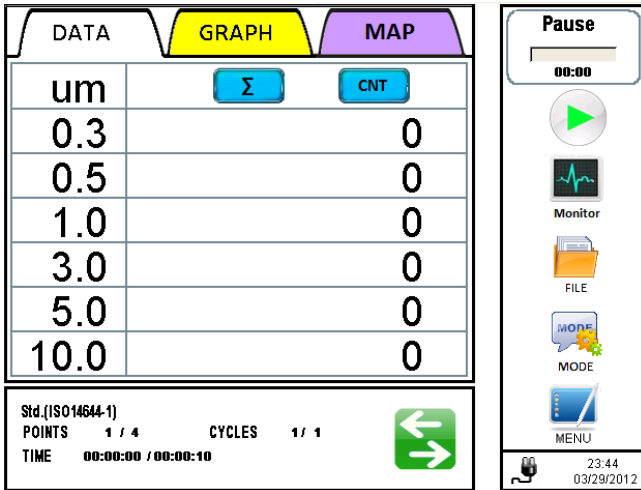 DATA GRAPH MAP
um Σ CNT
0.3 0
0.5 0
1.0 0
3.0 0
5.0 0
10.0 0
Std.(ISO14644-1)
POINTS 1 / 4 CYCLES 1/ 1
TIME 00:00:00 / 00:00:10
Pause
00:00
Monitor
FILE
MODE
MODE
MENU
23:44
03/29/2012